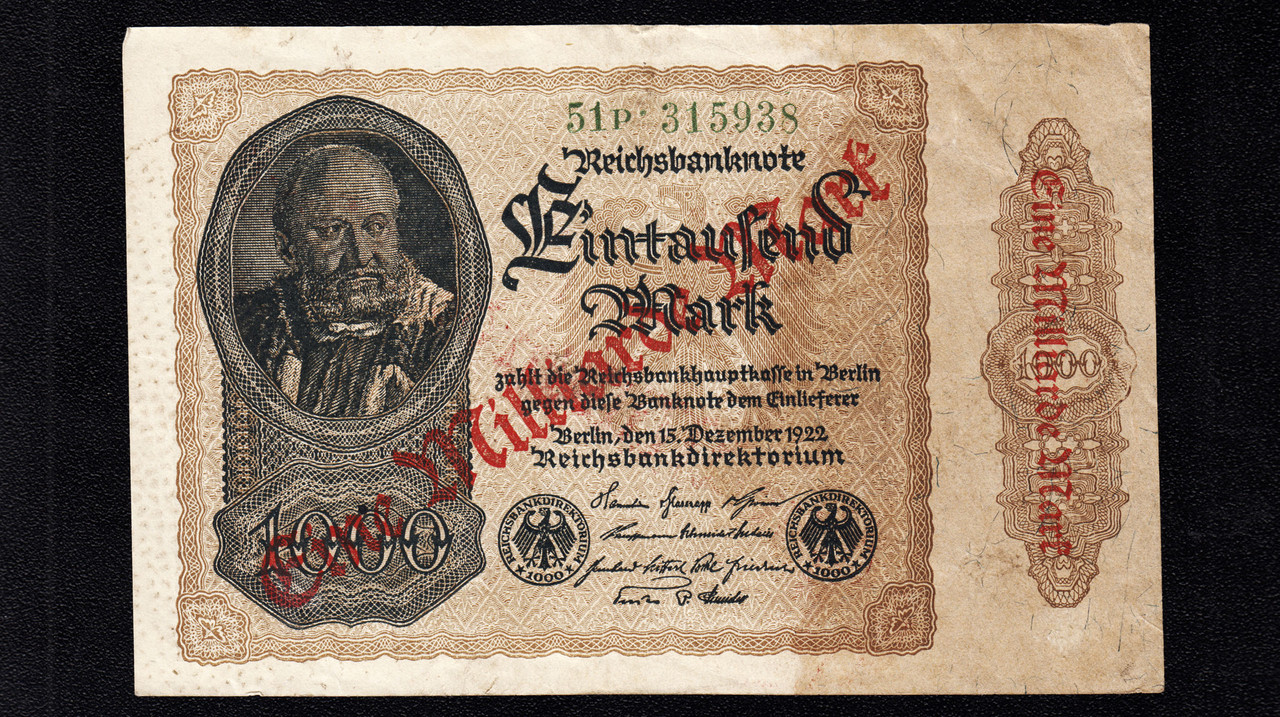 51P· 315938
Reichsbanknote
Eintausend
Mark
zahlt die Reichsbankhauptkasse in Berlin
gegen diese Banknote dem Einlieferer
Berlin, den 15. Dezember 1922
Reichsbankdirektorium
Eine Milliarde Mark
1000
REICHSBANKDIREKTORIUM
1000
REICHSBANKDIREKTORIUM
1000
Eine Milliarde Mark
1000